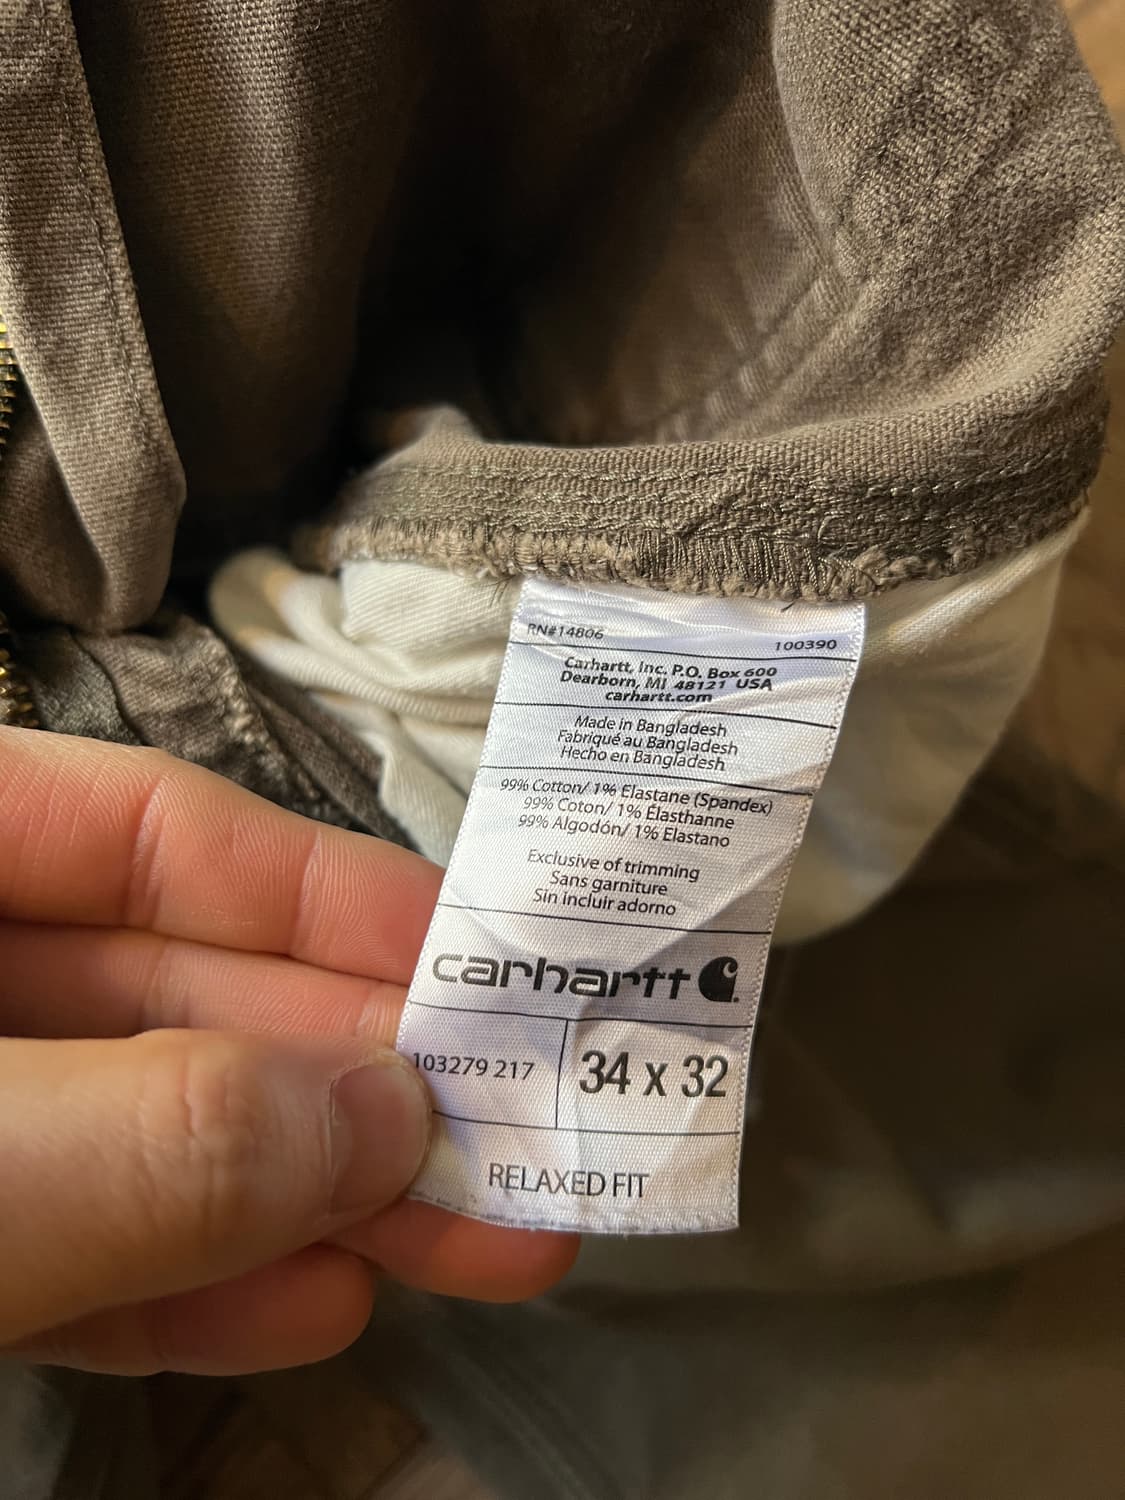 RN#14806
100390
Carhartt, Inc. P.O. Box 600
Dearborn, MI 48121 USA
carhartt.com
Made in Bangladesh
Fabriqué au Bangladesh
Hecho en Bangladesh
99% Cotton/ 1% Elastane (Spandex)
99% Coton/ 1% Élasthanne
99% Algodón/ 1% Elastano
Exclusive of trimming
Sans garniture
Sin incluir adorno
carhartt
103279 217
34 x 32
RELAXED FIT